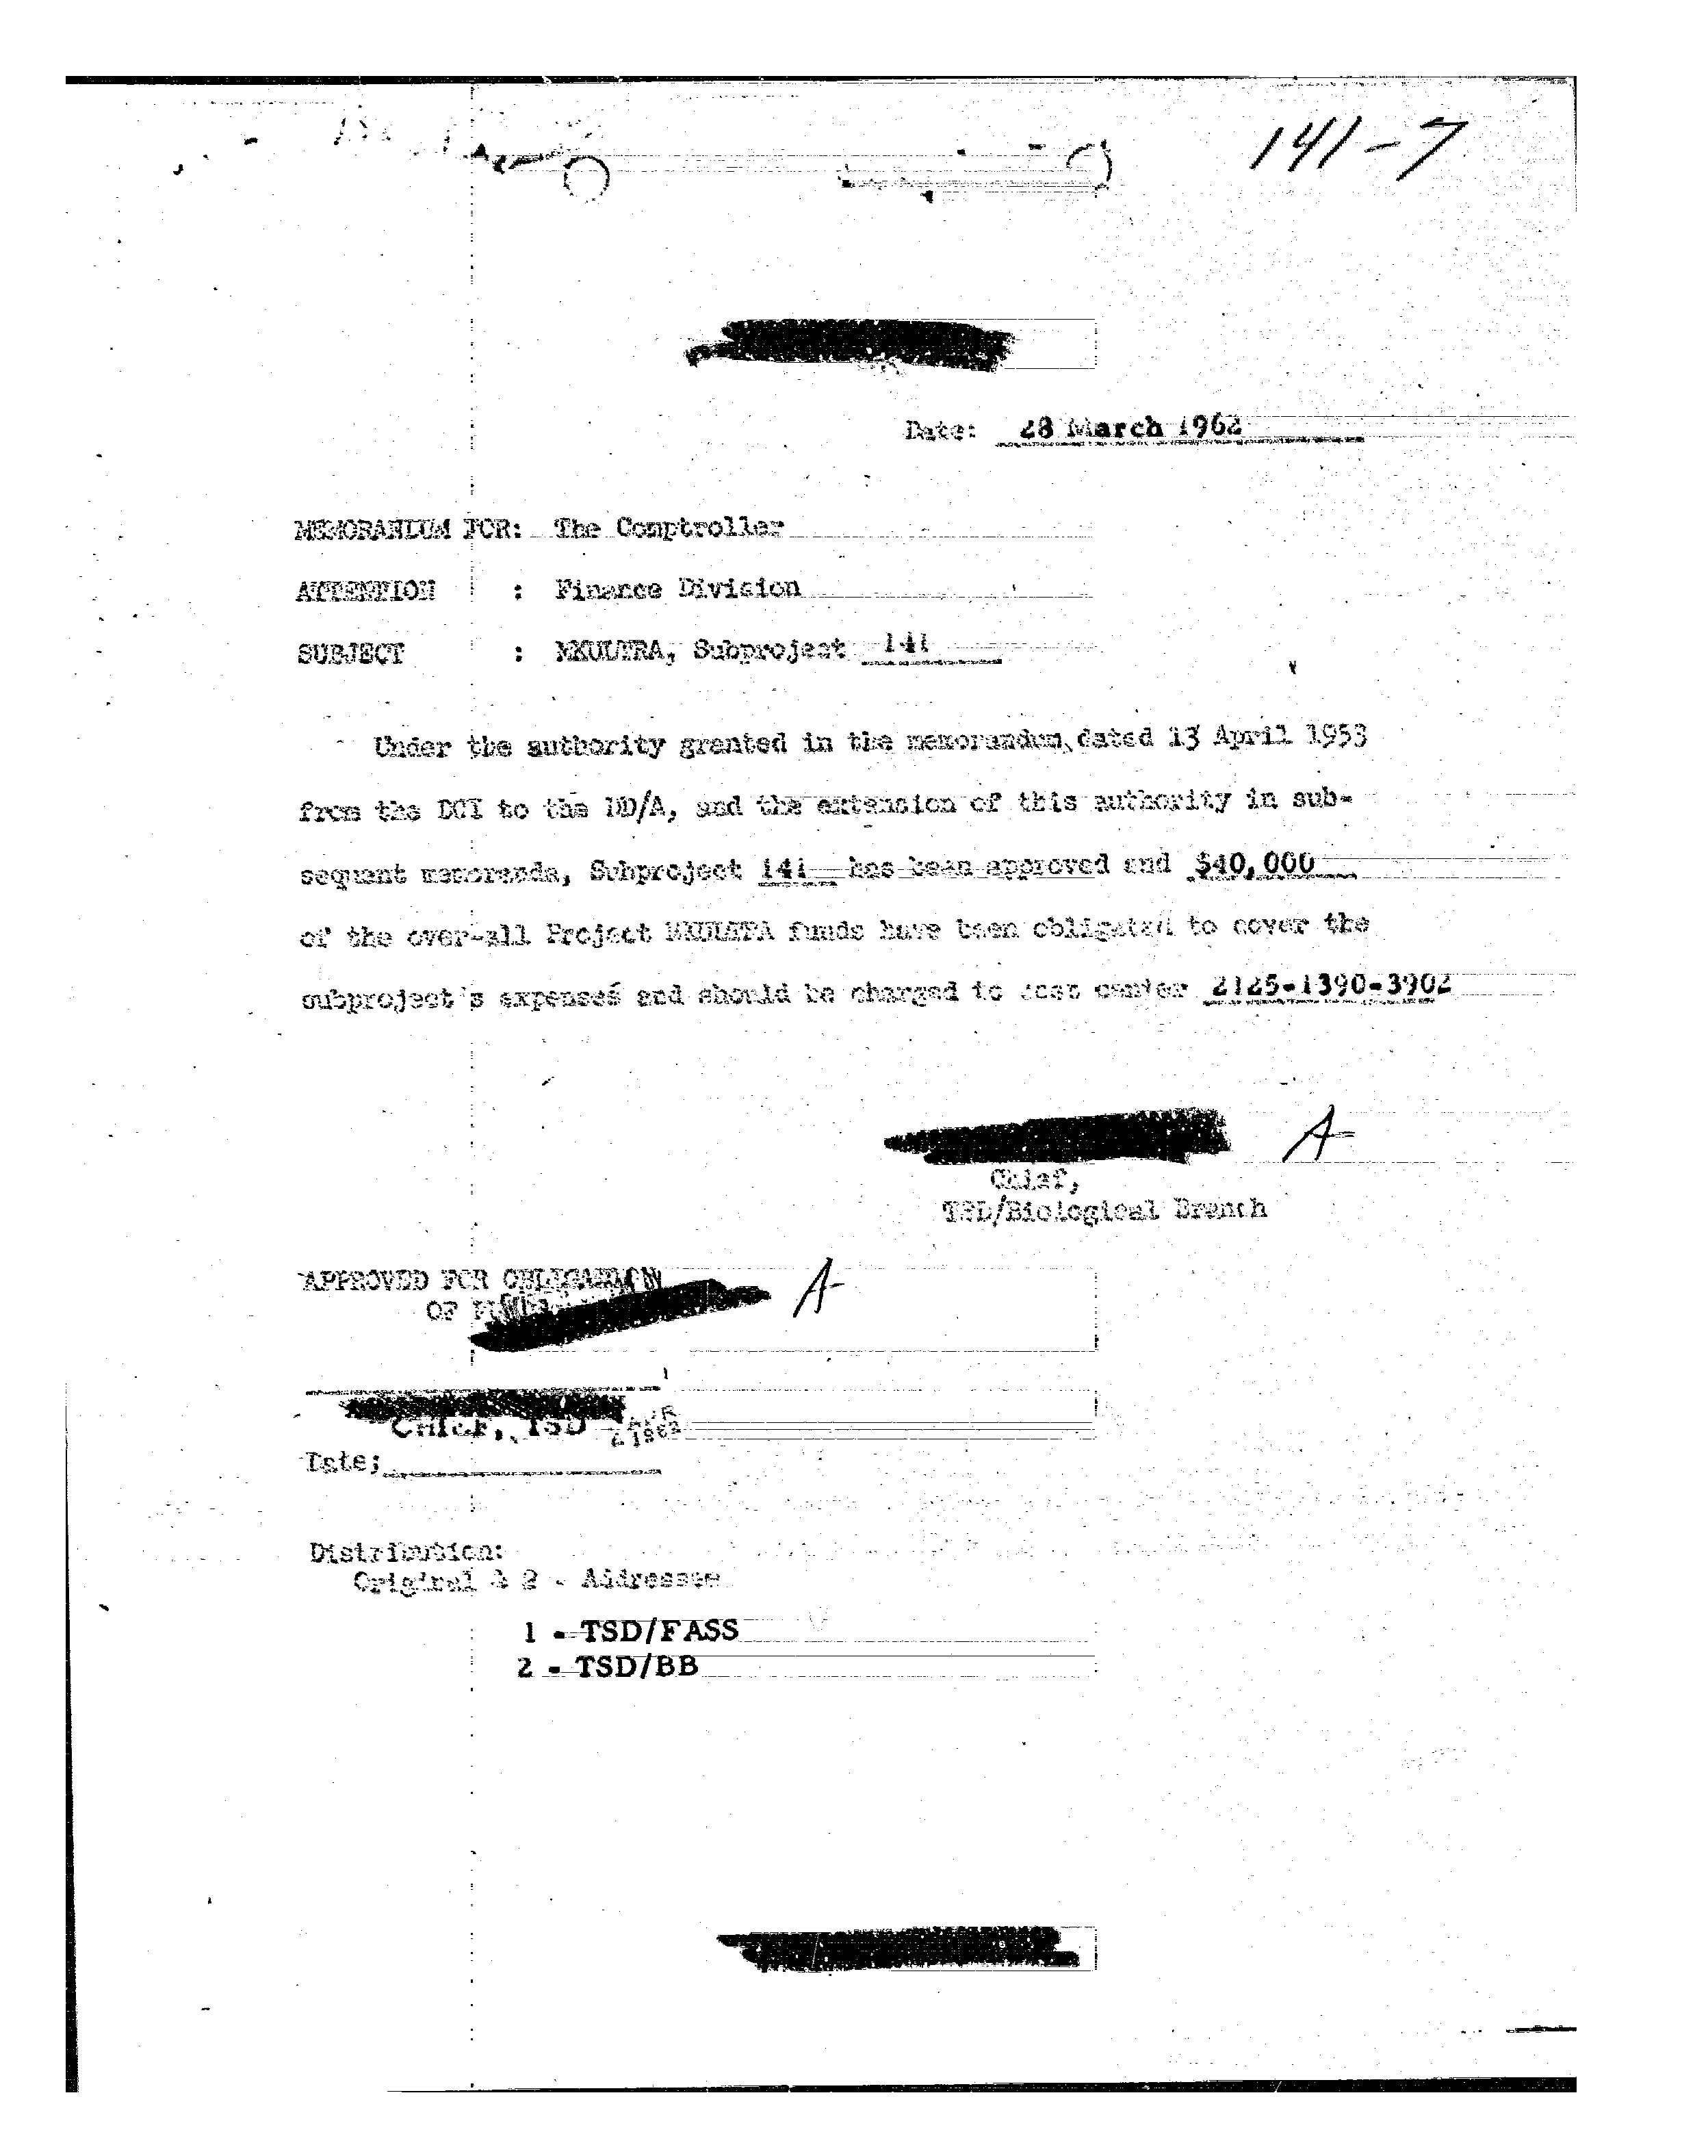 141-7
Date: 28 March 1962
MEMORANDUM FOR: The Comptroller
ATTENTION : Finance Division
SUBJECT : MKULTRA, Subproject 141
Under the authority granted in the memorandum dated 13 April 1953
from the DCI to the DD/A, and the extension of this authority in sub-
sequent memoranda, Subproject 141 has been approved and $40,000
of the over-all Project MKULTRA funds have been obligated to cover the
subproject's expenses and should be charged to cost center 2125-1390-3902
A
Chief,
TSD/Biological Branch
APPROVED FOR OBLIGATION
OF
A
CHIEF, TSD
1962
Date:
Distribution:
Original & 2 - Addressee
1 - TSD/FASS
2 - TSD/BB